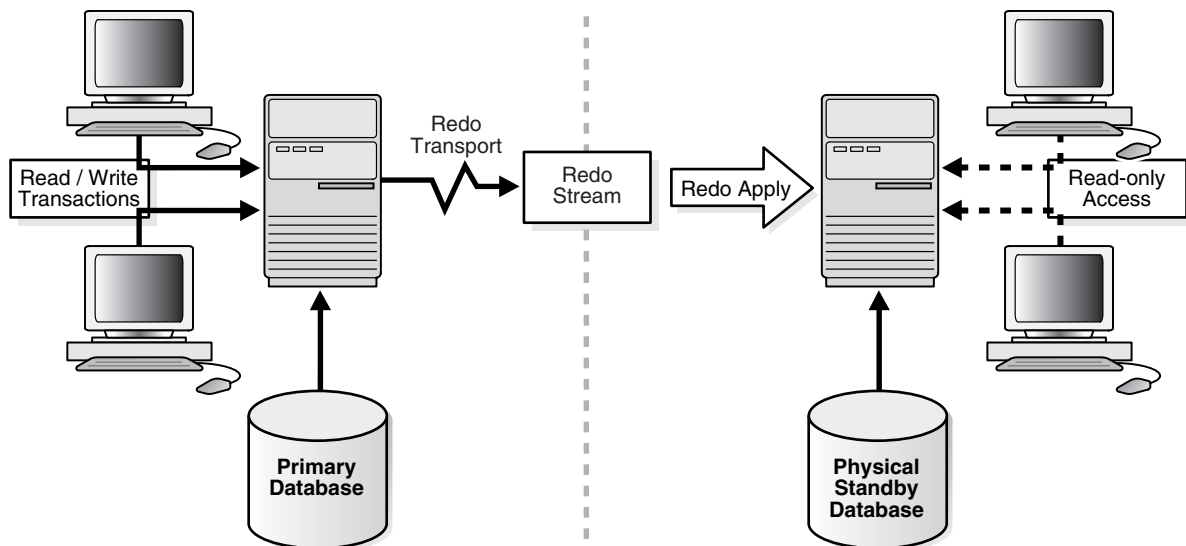 Redo
Transport
Read / Write
Transactions
Redo
Stream
Redo Apply
Read-only
Access
Primary
Database
Physical
Standby
Database